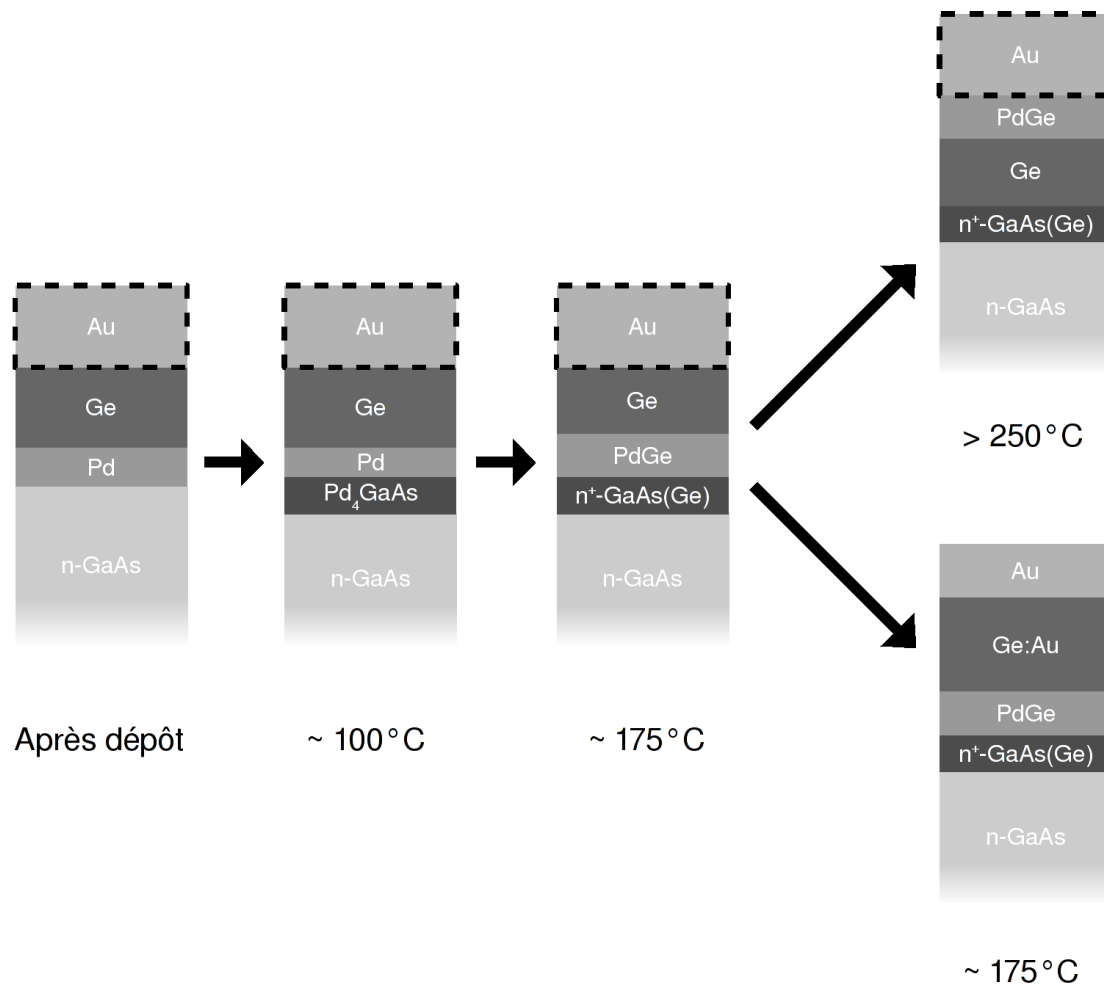 Au
Ge
Pd
n-GaAs
Après dépôt
Au
Ge
Pd
Pd₄GaAs
n-GaAs
~ 100°C
Au
Ge
PdGe
n⁺-GaAs(Ge)
n-GaAs
~ 175°C
Au
PdGe
Ge
n⁺-GaAs(Ge)
n-GaAs
> 250°C
Au
Ge:Au
PdGe
n⁺-GaAs(Ge)
n-GaAs
~ 175°C